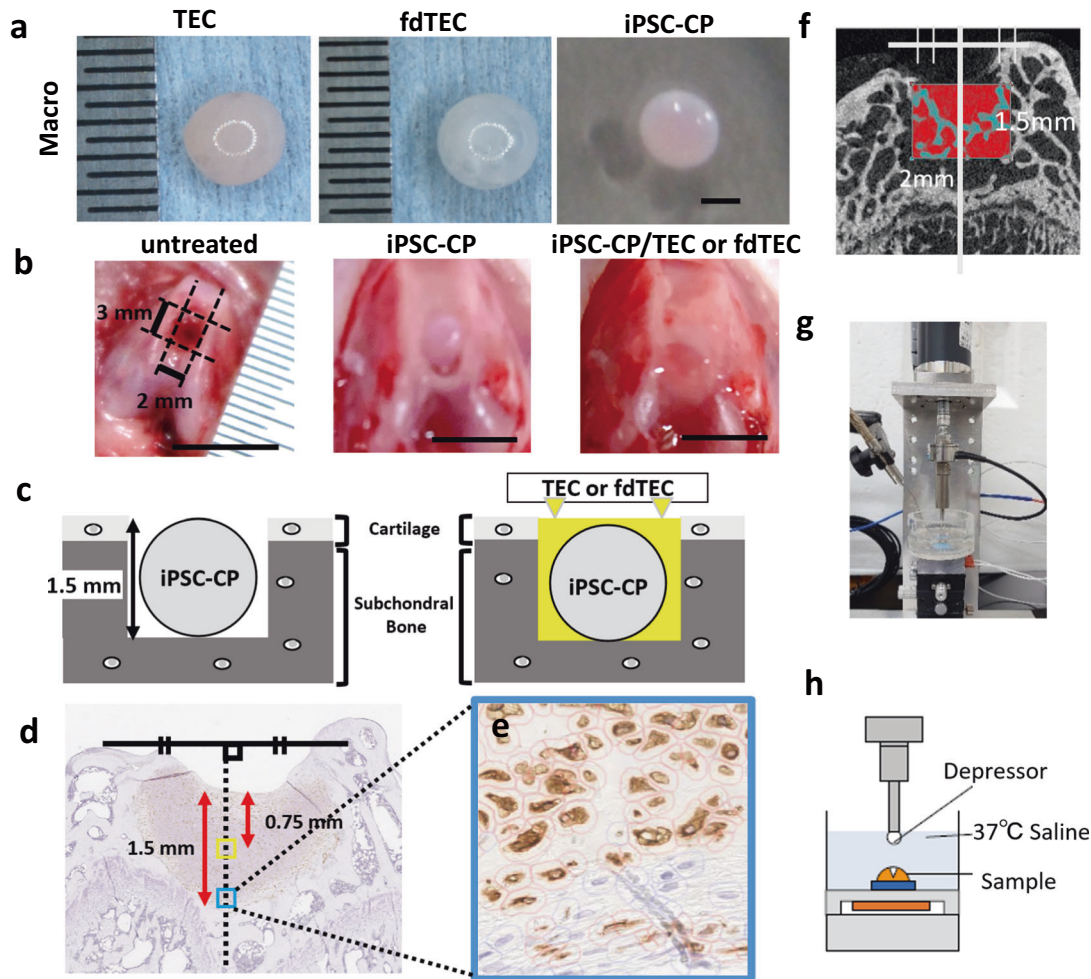 a
TEC
fdTEC
iPSC-CP
Macro
b
untreated
iPSC-CP
iPSC-CP/TEC or fdTEC
3 mm
2 mm
c
TEC or fdTEC
1.5 mm
iPSC-CP
Cartilage
Subchondral
Bone
iPSC-CP
d
0.75 mm
1.5 mm
e
f
1.5mm
2mm
g
h
Depressor
37℃ Saline
Sample